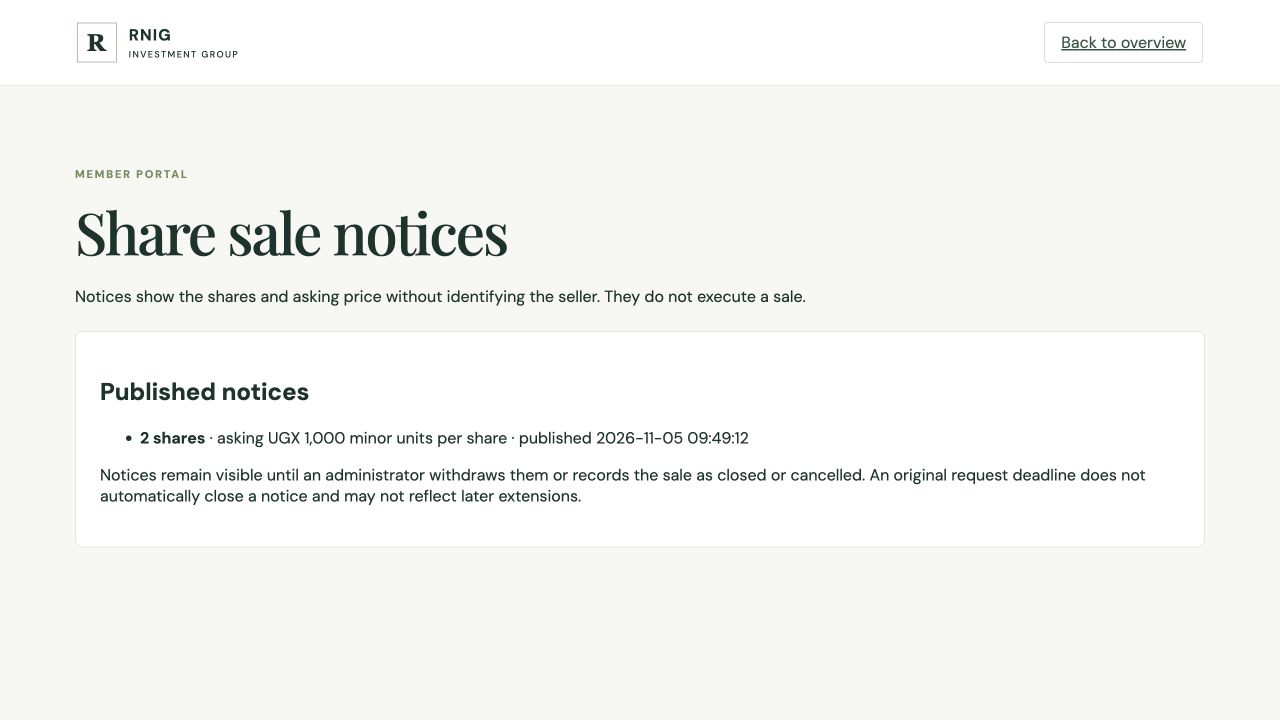 R
RNIG
INVESTMENT GROUP
Back to overview
MEMBER PORTAL
Share sale notices
Notices show the shares and asking price without identifying the seller. They do not execute a sale.
Published notices
• 2 shares · asking UGX 1,000 minor units per share · published 2026-11-05 09:49:12
Notices remain visible until an administrator withdraws them or records the sale as closed or cancelled. An original request deadline does not
automatically close a notice and may not reflect later extensions.